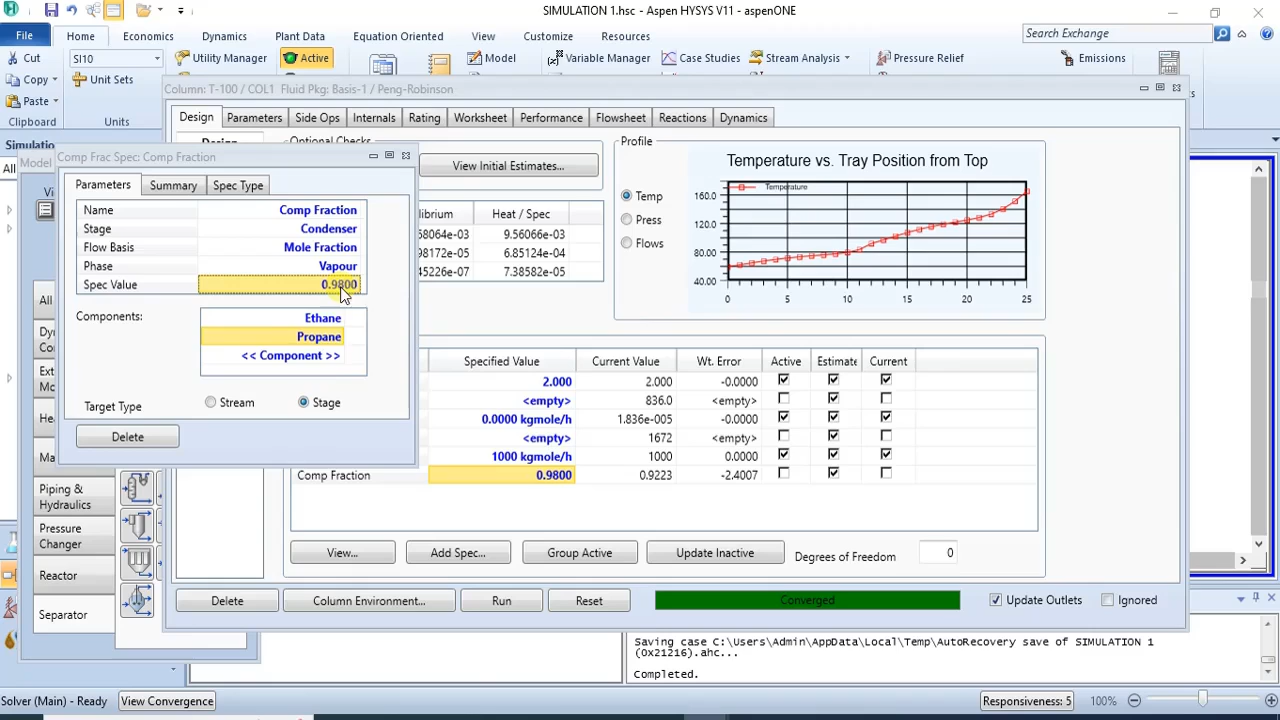 SIMULATION 1.hsc - Aspen HYSYS V11 - aspenONE
File
Home
Economics
Dynamics
Plant Data
Equation Oriented
View
Customize
Resources
Search Exchange
Cut
SI10
Utility Manager
Active
Model
Variable Manager
Case Studies
Stream Analysis
Pressure Relief
Emissions
Copy
Unit Sets
Paste
Clipboard
Units
Column: T-100 / COL1 Fluid Pkg: Basis-1 / Peng-Robinson
Design
Parameters
Side Ops
Internals
Rating
Worksheet
Performance
Flowsheet
Reactions
Dynamics
Optional Checks
View Initial Estimates...
Profile
Temp
Press
Flows
Temperature vs. Tray Position from Top
Temperature
160.0
120.0
80.00
40.00
0 5 10 15 20 25
Heat / Spec
9.56066e-03
6.85124e-04
7.38582e-05
Comp Frac Spec: Comp Fraction
Parameters
Summary
Spec Type
Name Comp Fraction
Stage Condenser
Flow Basis Mole Fraction
Phase Vapour
Spec Value 0.9800
Components:
Ethane
Propane
<< Component >>
Target Type
Stream
Stage
Delete
Specified Value Current Value Wt. Error Active Estimate Current
2.000 2.000 -0.0000
<empty> 836.0 <empty>
0.0000 kgmole/h 1.836e-005 -0.0000
<empty> 1672 <empty>
1000 kgmole/h 1000 0.0000
Comp Fraction 0.9800 0.9223 -2.4007
View...
Add Spec...
Group Active
Update Inactive
Degrees of Freedom
0
Delete
Column Environment...
Run
Reset
Converged
Update Outlets
Ignored
All
Piping &
Hydraulics
Pressure
Changer
Reactor
Separator
Saving case C:\Users\Admin\AppData\Local\Temp\AutoRecovery save of SIMULATION 1
(0x21216).ahc...
Completed.
Solver (Main) - Ready
View Convergence
Responsiveness: 5
100%